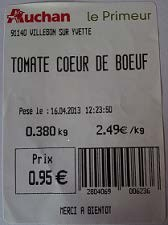 Auchan le Primeur
91140 VILLEBON SUR YVETTE
TOMATE COEUR DE BOEUF
Pesé le : 16.04.2013 12:23:50
0.380 kg 2.49€/kg
Prix
0.95 €
2804069 006236
MERCI A BIENTOT